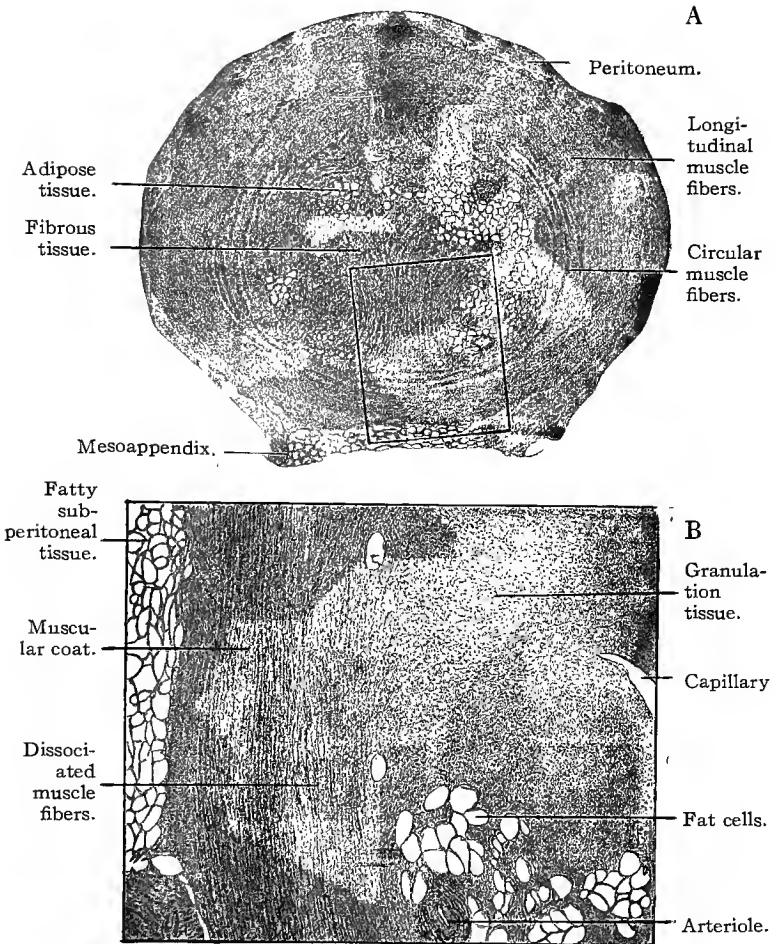 A
Peritoneum.
Longi-
tudinal
muscle
fibers.
Adipose
tissue.
Fibrous
tissue.
Circular
muscle
fibers.
Mesoappendix.
Fatty
sub-
peritoneal
tissue.
B
Granula-
tion
tissue.
Muscu-
lar coat.
Capillary
Dissoci-
ated
muscle
fibers.
Fat cells.
Arteriole.